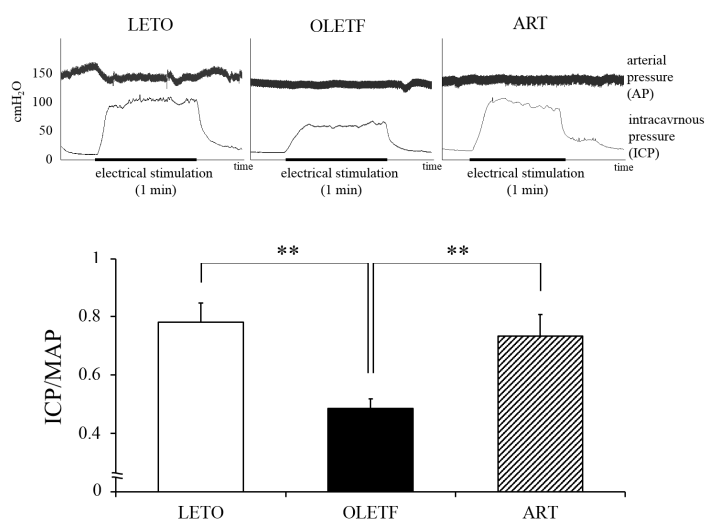 LETO OLETF ART
150
100
50
0
cmH2O
arterial
pressure
(AP)
intracavrnous
pressure
(ICP)
time time time
electrical stimulation electrical stimulation electrical stimulation
(1 min) (1 min) (1 min)
** **
1
0.8
0.6
0.4
0
ICP/MAP
LETO OLETF ART